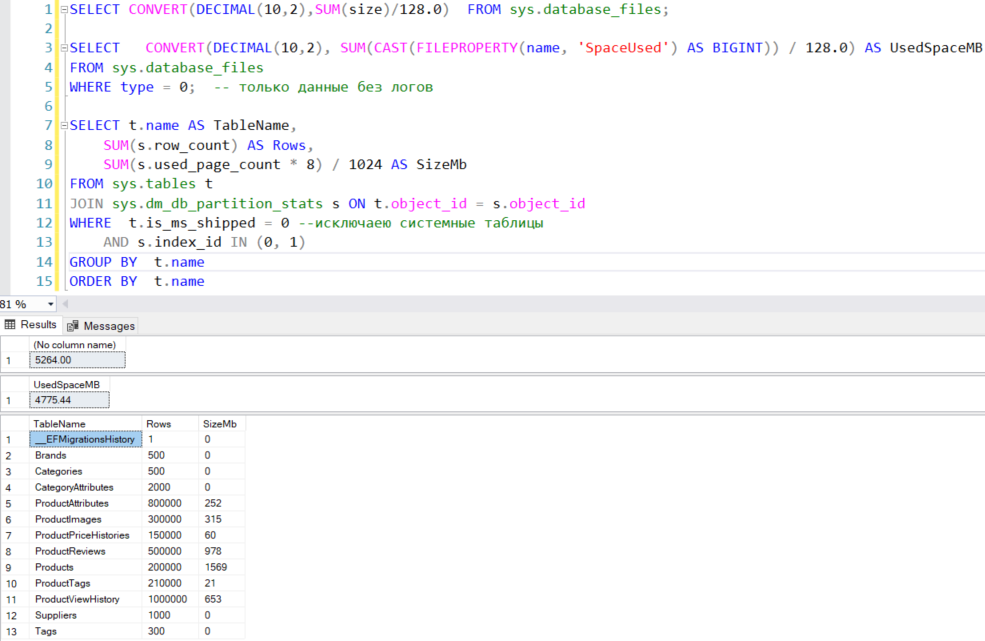 1 SELECT CONVERT(DECIMAL(10,2),SUM(size)/128.0)  FROM sys.database_files;
2
3 SELECT   CONVERT(DECIMAL(10,2), SUM(CAST(FILEPROPERTY(name, 'SpaceUsed') AS BIGINT)) / 128.0) AS UsedSpaceMB
4 FROM sys.database_files
5 WHERE type = 0;  -- только данные без логов
6
7 SELECT t.name AS TableName,
8     SUM(s.row_count) AS Rows,
9     SUM(s.used_page_count * 8) / 1024 AS SizeMb
10 FROM sys.tables t
11 JOIN sys.dm_db_partition_stats s ON t.object_id = s.object_id
12 WHERE  t.is_ms_shipped = 0 --исключаю системные таблицы
13     AND s.index_id IN (0, 1)
14 GROUP BY  t.name
15 ORDER BY  t.name
81 %
Results Messages
(No column name)
1 5264.00
UsedSpaceMB
1 4775.44
TableName Rows SizeMb
1 __EFMigrationsHistory 1 0
2 Brands 500 0
3 Categories 500 0
4 CategoryAttributes 2000 0
5 ProductAttributes 800000 252
6 ProductImages 300000 315
7 ProductPriceHistories 150000 60
8 ProductReviews 500000 978
9 Products 200000 1569
10 ProductTags 210000 21
11 ProductViewHistory 1000000 653
12 Suppliers 1000 0
13 Tags 300 0